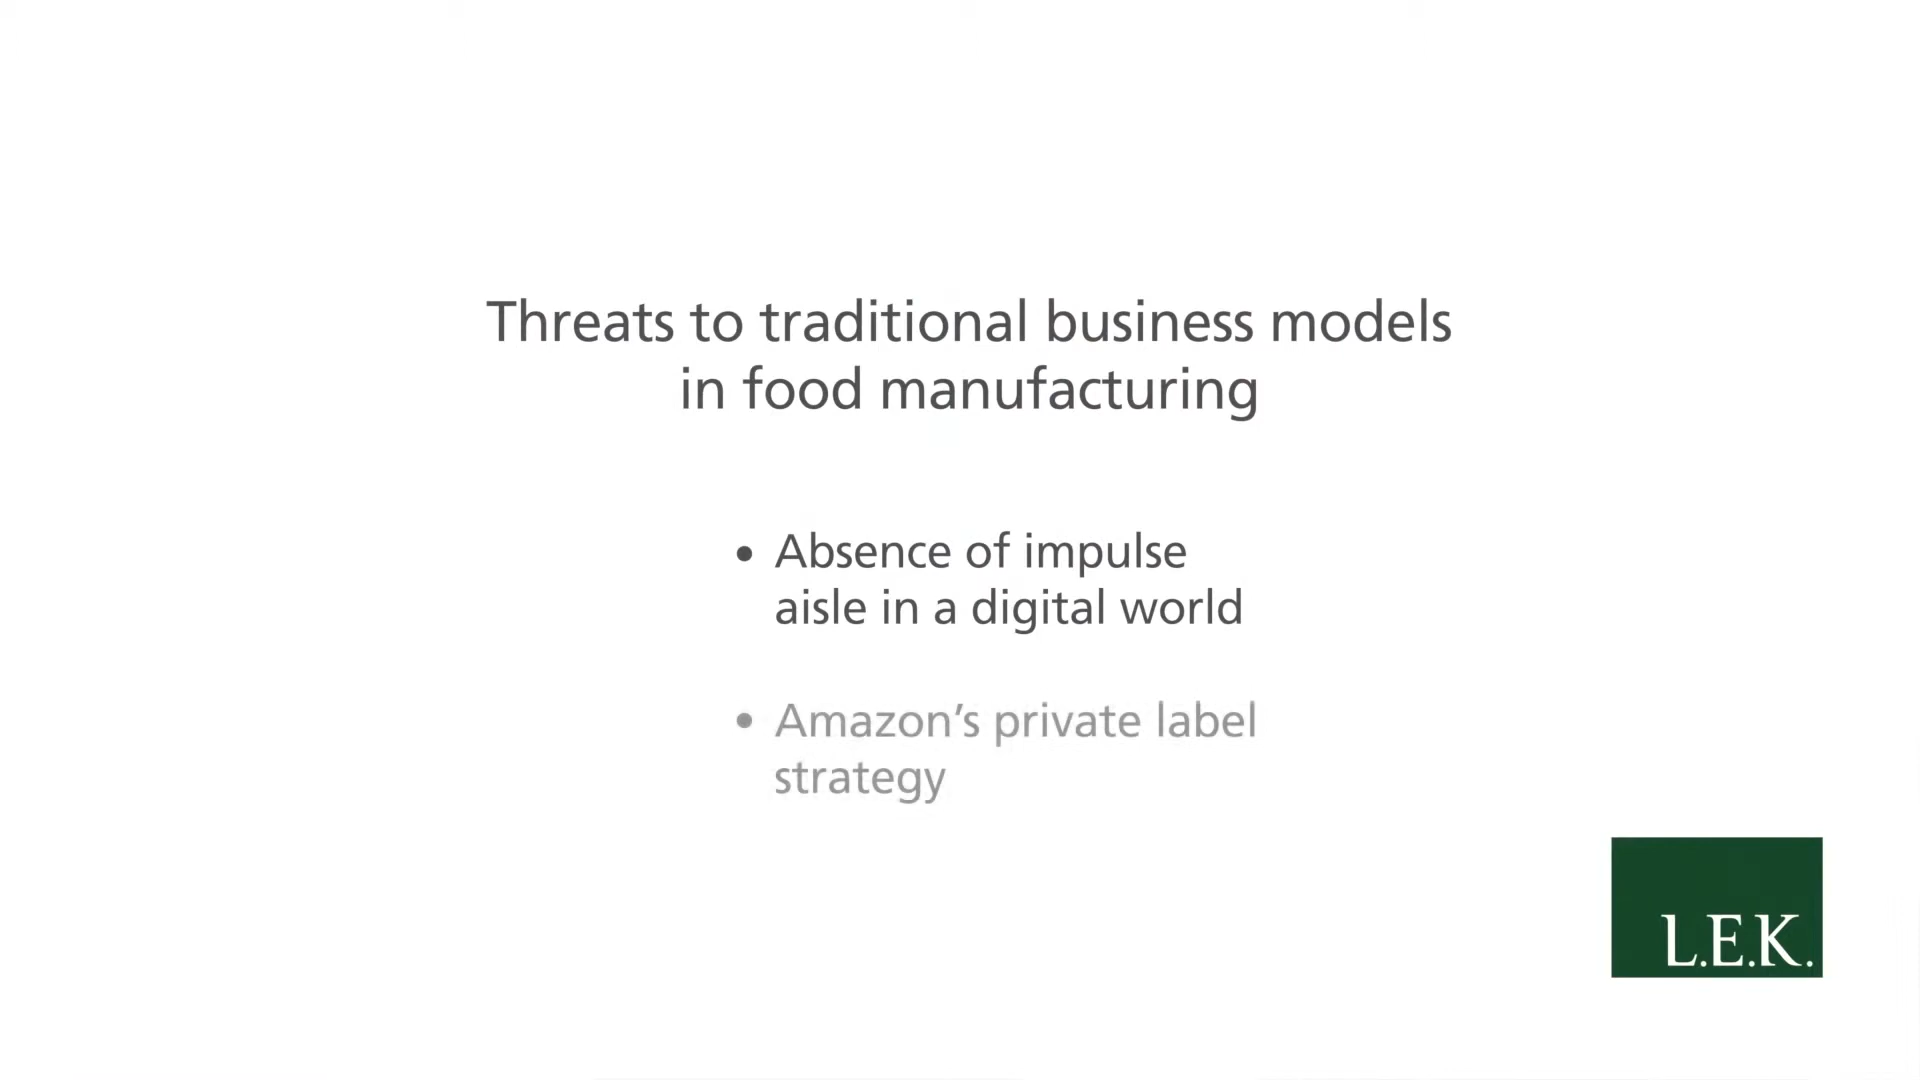 Threats to traditional business models
in food manufacturing
• Absence of impulse
aisle in a digital world
• Amazon’s private label
strategy
L.E.K.